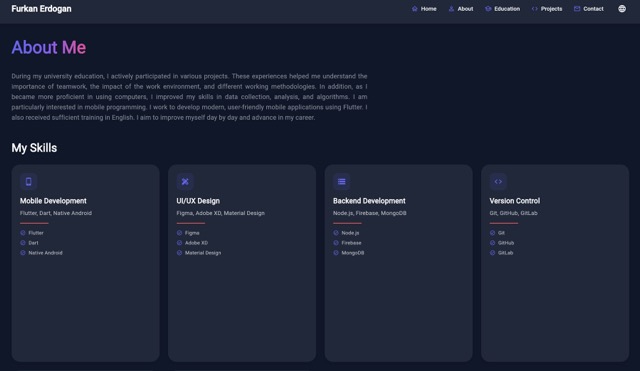 Furkan Erdogan
Home
About
Education
Projects
Contact
About Me
During my university education, I actively participated in various projects. These experiences helped me understand the
importance of teamwork, the impact of the work environment, and different working methodologies. In addition, as I
became more proficient in using computers, I improved my skills in data collection, analysis, and algorithms. I am
particularly interested in mobile programming. I work to develop modern, user-friendly mobile applications using Flutter. I
also received sufficient training in English. I aim to improve myself day by day and advance in my career.
My Skills
Mobile Development
Flutter, Dart, Native Android
Flutter
Dart
Native Android
UI/UX Design
Figma, Adobe XD, Material Design
Figma
Adobe XD
Material Design
Backend Development
Node.js, Firebase, MongoDB
Node.js
Firebase
MongoDB
Version Control
Git, GitHub, GitLab
Git
GitHub
GitLab